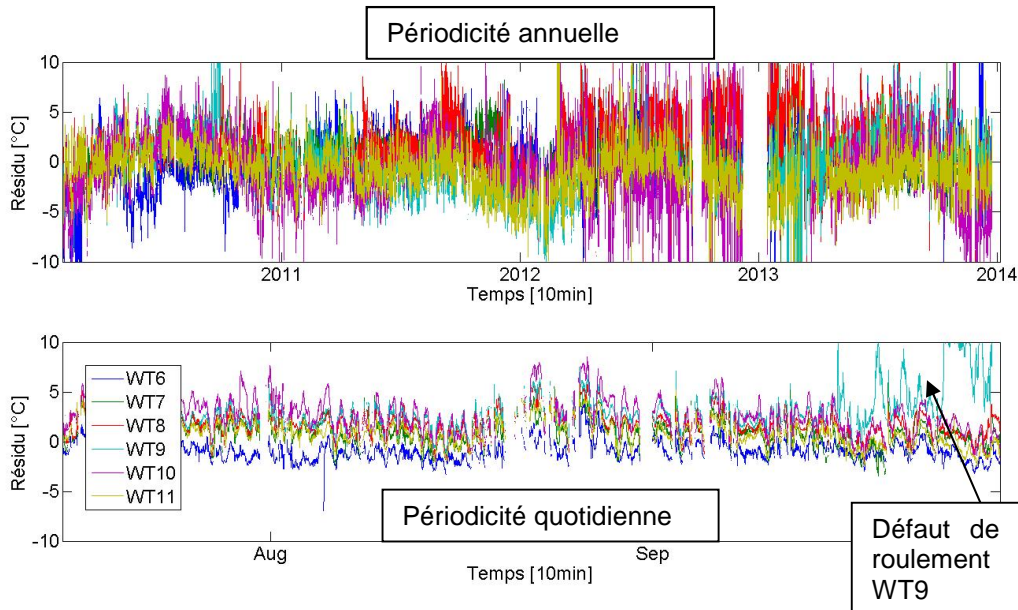 Périodicité annuelle
10
5
0
-5
-10
Résidu [°C]
2011
2012
2013
2014
Temps [10min]
10
5
0
-5
-10
Résidu [°C]
WT6
WT7
WT8
WT9
WT10
WT11
Périodicité quotidienne
Défaut de
roulement
WT9
Aug
Sep
Temps [10min]